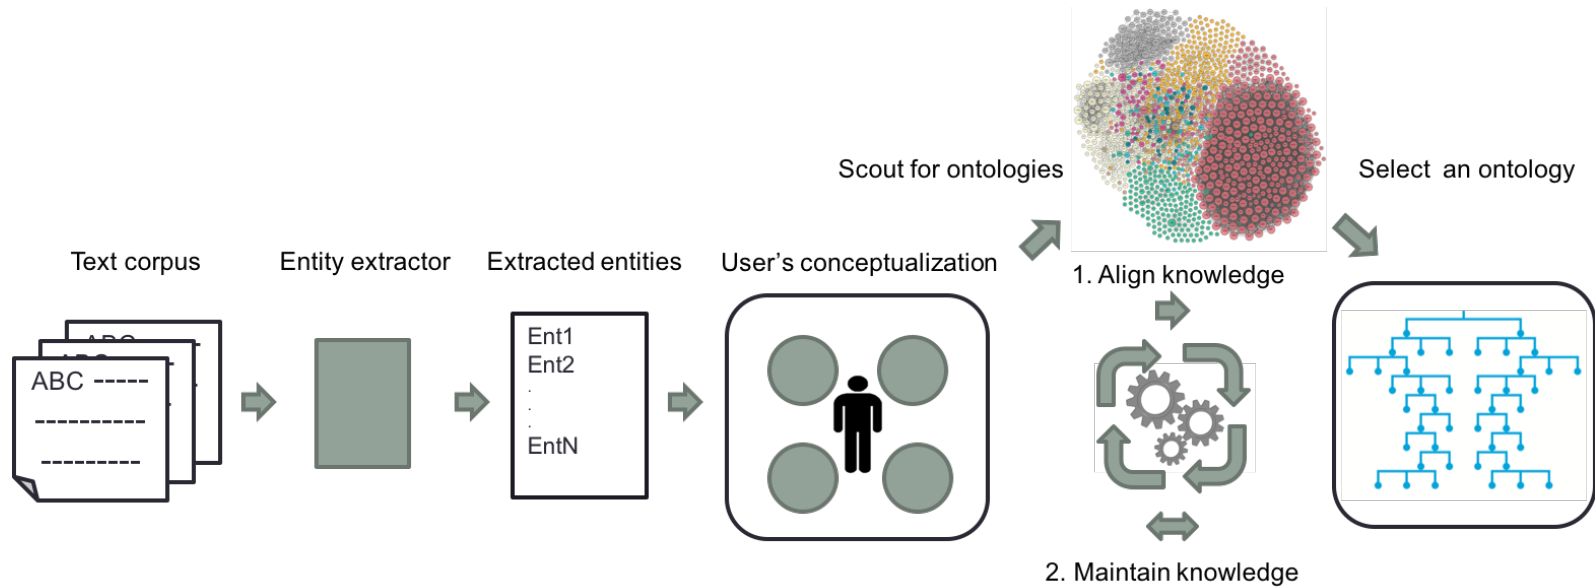 Scout for ontologies
Select an ontology
Text corpus
Entity extractor
Extracted entities
User’s conceptualization
1. Align knowledge
ABC
ABC -----
Ent1
Ent2
.
.
.
EntN
2. Maintain knowledge